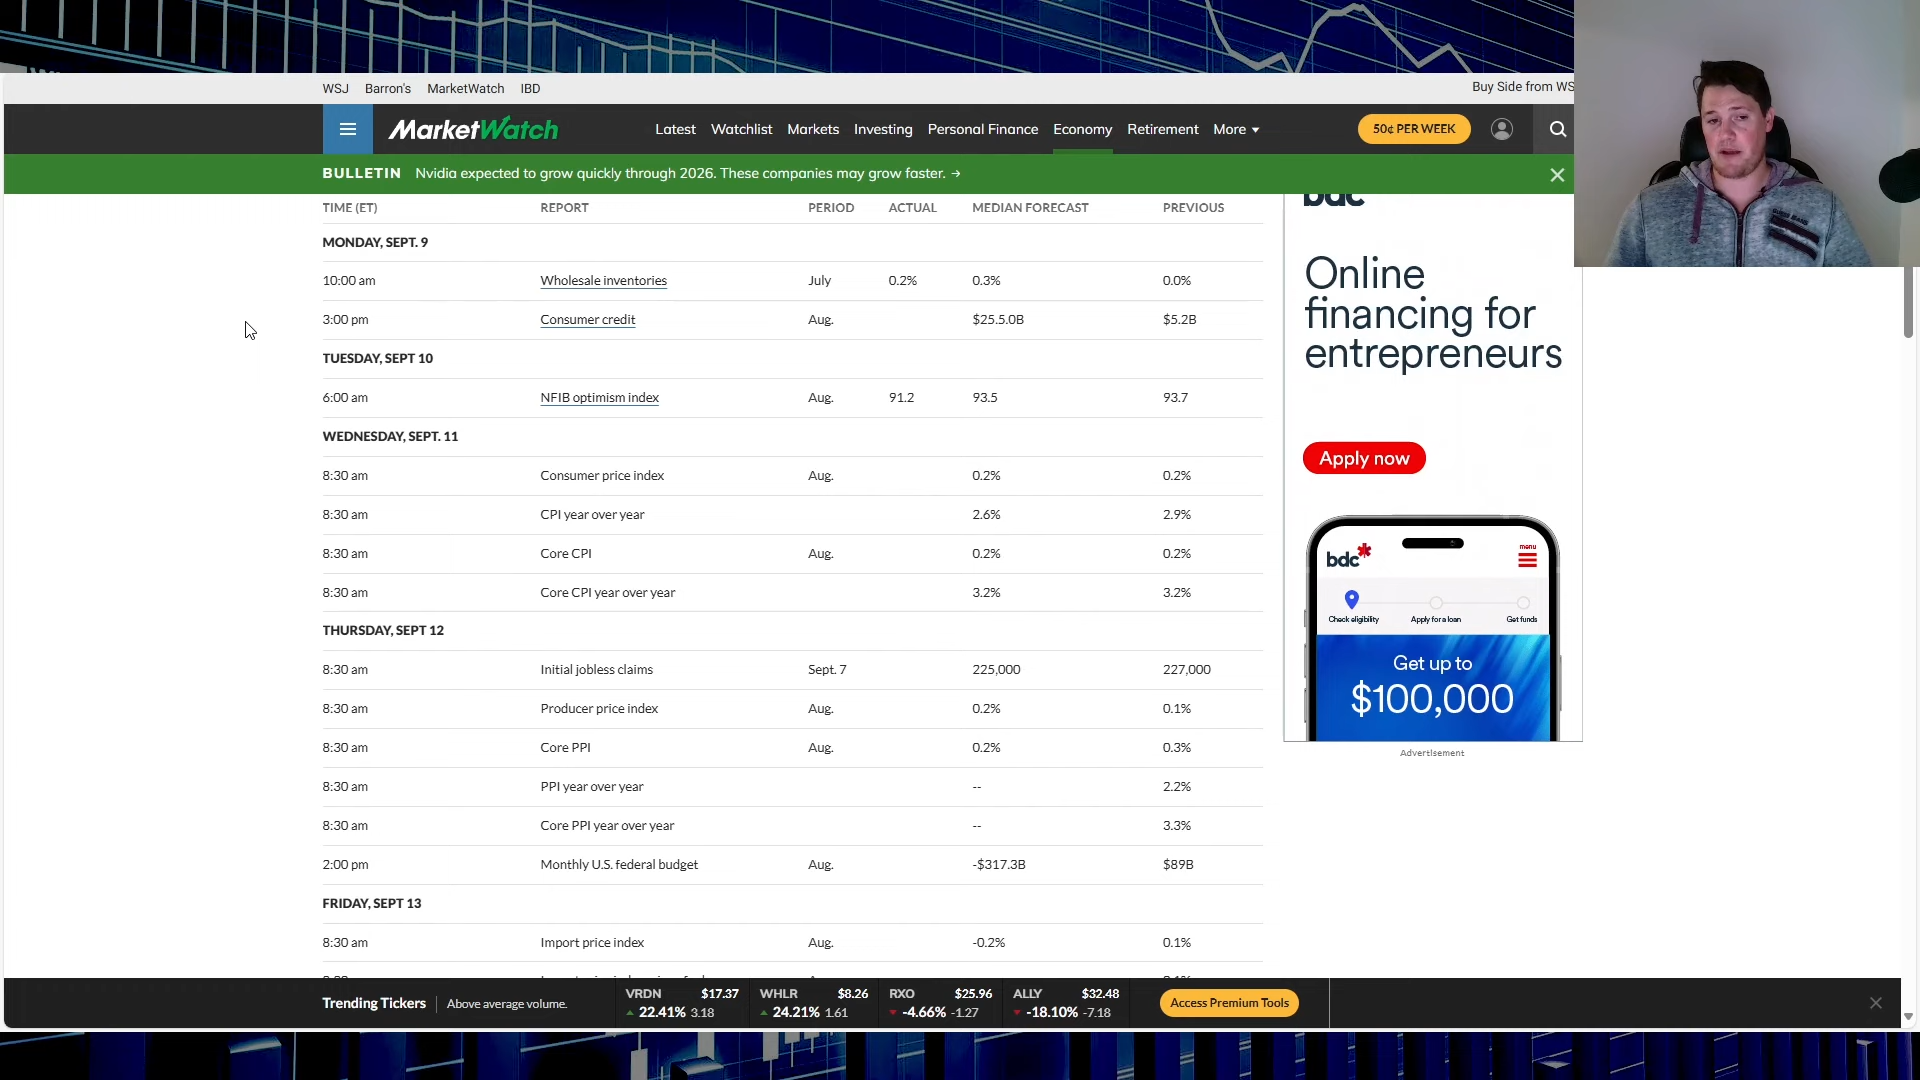 WSJ Barron's MarketWatch IBD
Buy Side from WS
MarketWatch Latest Watchlist Markets Investing Personal Finance Economy Retirement More 50¢ PER WEEK
BULLETIN Nvidia expected to grow quickly through 2026. These companies may grow faster. →
TIME (ET) REPORT PERIOD ACTUAL MEDIAN FORECAST PREVIOUS
MONDAY, SEPT. 9
10:00 am Wholesale inventories July 0.2% 0.3% 0.0%
3:00 pm Consumer credit Aug. $25.5.0B $5.2B
TUESDAY, SEPT 10
6:00 am NFIB optimism index Aug. 91.2 93.5 93.7
WEDNESDAY, SEPT. 11
8:30 am Consumer price index Aug. 0.2% 0.2%
8:30 am CPI year over year 2.6% 2.9%
8:30 am Core CPI Aug. 0.2% 0.2%
8:30 am Core CPI year over year 3.2% 3.2%
THURSDAY, SEPT 12
8:30 am Initial jobless claims Sept. 7 225,000 227,000
8:30 am Producer price index Aug. 0.2% 0.1%
8:30 am Core PPI Aug. 0.2% 0.3%
8:30 am PPI year over year -- 2.2%
8:30 am Core PPI year over year -- 3.3%
2:00 pm Monthly U.S. federal budget Aug. -$317.3B $89B
FRIDAY, SEPT 13
8:30 am Import price index Aug. -0.2% 0.1%
bdc
Online
financing for
entrepreneurs
Apply now
bdc menu
Check eligibility Apply for a loan Get funds
Get up to
$100,000
Advertisement
Trending Tickers Above average volume.
VRDN $17.37
22.41% 3.18
WHLR $8.26
24.21% 1.61
RXO $25.96
-4.66% -1.27
ALLY $32.48
-18.10% -7.18
Access Premium Tools